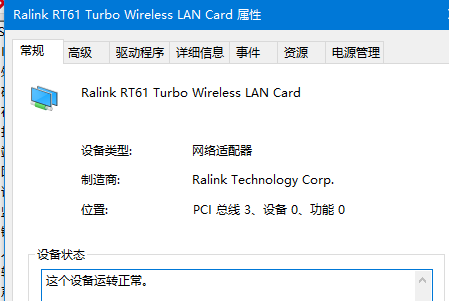 Ralink RT61 Turbo Wireless LAN Card 属性
常规 高级 驱动程序 详细信息 事件 资源 电源管理
Ralink RT61 Turbo Wireless LAN Card
设备类型: 网络适配器
制造商: Ralink Technology Corp.
位置: PCI 总线 3、设备 0、功能 0
设备状态
这个设备运转正常。